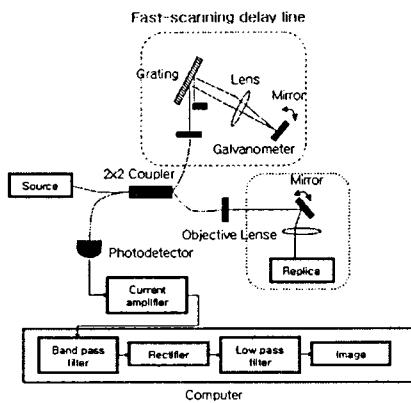 Fast-scanning delay line
Grating
Lens
Mirror
Galvanometer
2x2 Coupler
Source
Mirror
Objective Lense
Photodetector
Replica
Current
amplifier
Band pass
filter
Rectifier
Low pass
filter
Image
Computer